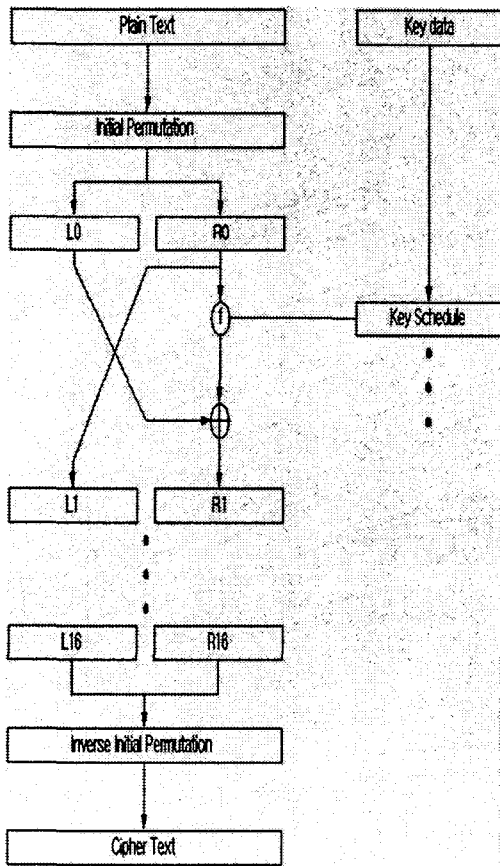 Plain Text
Key data
Initial Permutation
L0
R0
f
Key Schedule
L1
R1
L16
R16
Inverse Initial Permutation
Cipher Text